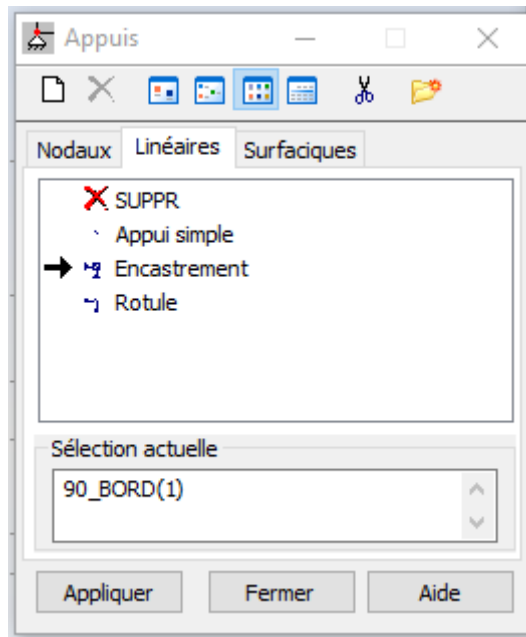 Appuis
Nodaux
Linéaires
Surfaciques
SUPPR
Appui simple
Encastrement
Rotule
Sélection actuelle
90_BORD(1)
Appliquer
Fermer
Aide